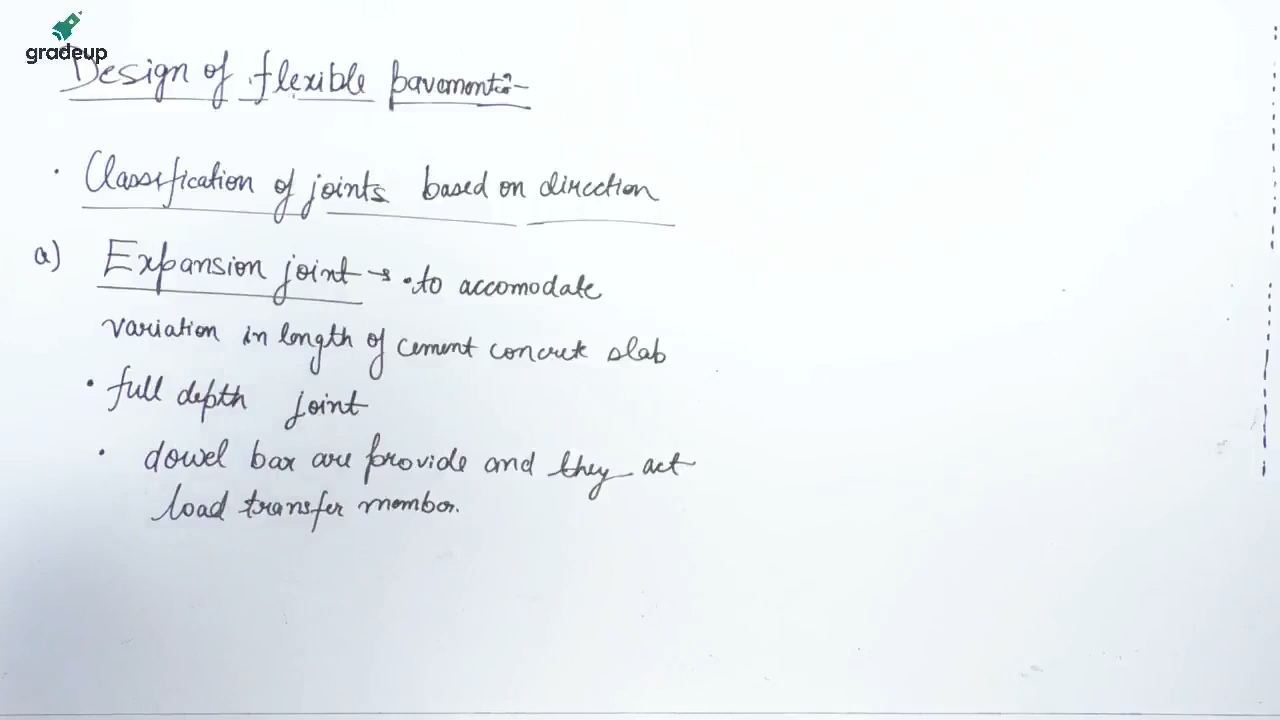 gradeup
Design of flexible pavement:-
• Classification of joints based on direction
a) Expansion joint → • to accomodate
variation in length of cement concrete slab
• full depth joint
• dowel bar are provide and they act
load transfer member.